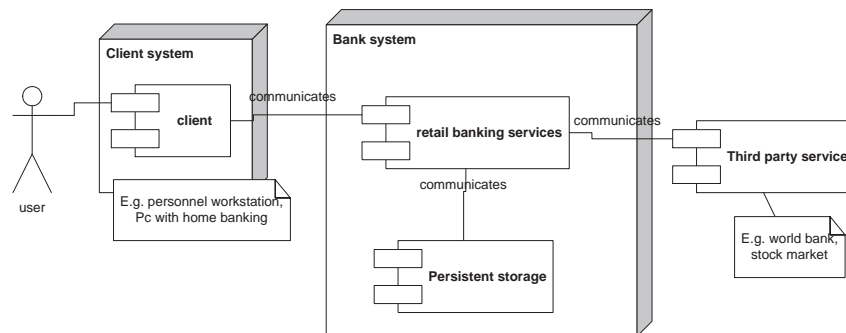 Bank system
Client system
communicates
client
retail banking services
communicates
Third party service
communicates
user
E.g. personnel workstation,
Pc with home banking
Persistent storage
E.g. world bank,
stock market